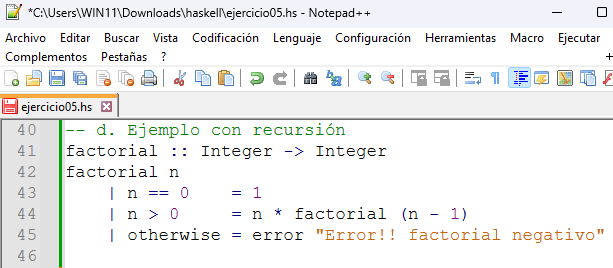 *C:\Users\WIN11\Downloads\haskell\ejercicio05.hs - Notepad++
Archivo Editar Buscar Vista Codificación Lenguaje Configuración Herramientas Macro Ejecutar
Complementos Pestañas ? +
ejercicio05.hs
40 -- d. Ejemplo con recursión
41 factorial :: Integer -> Integer
42 factorial n
43     | n == 0    = 1
44     | n > 0     = n * factorial (n - 1)
45     | otherwise = error "Error!! factorial negativo"
46